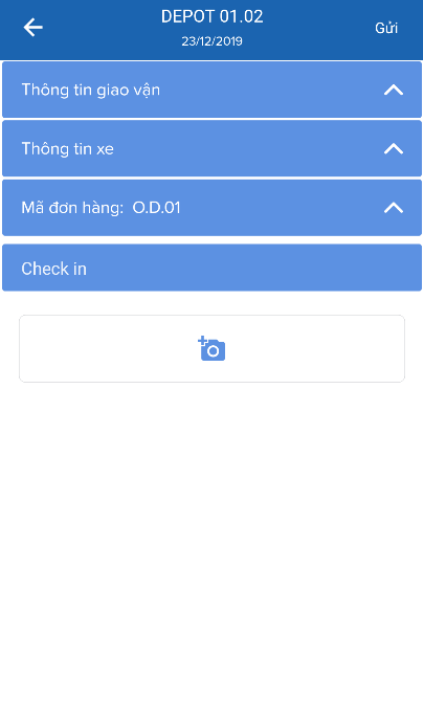 DEPOT 01.02
23/12/2019
Gửi
Thông tin giao vận
Thông tin xe
Mã đơn hàng: O.D.01
Check in